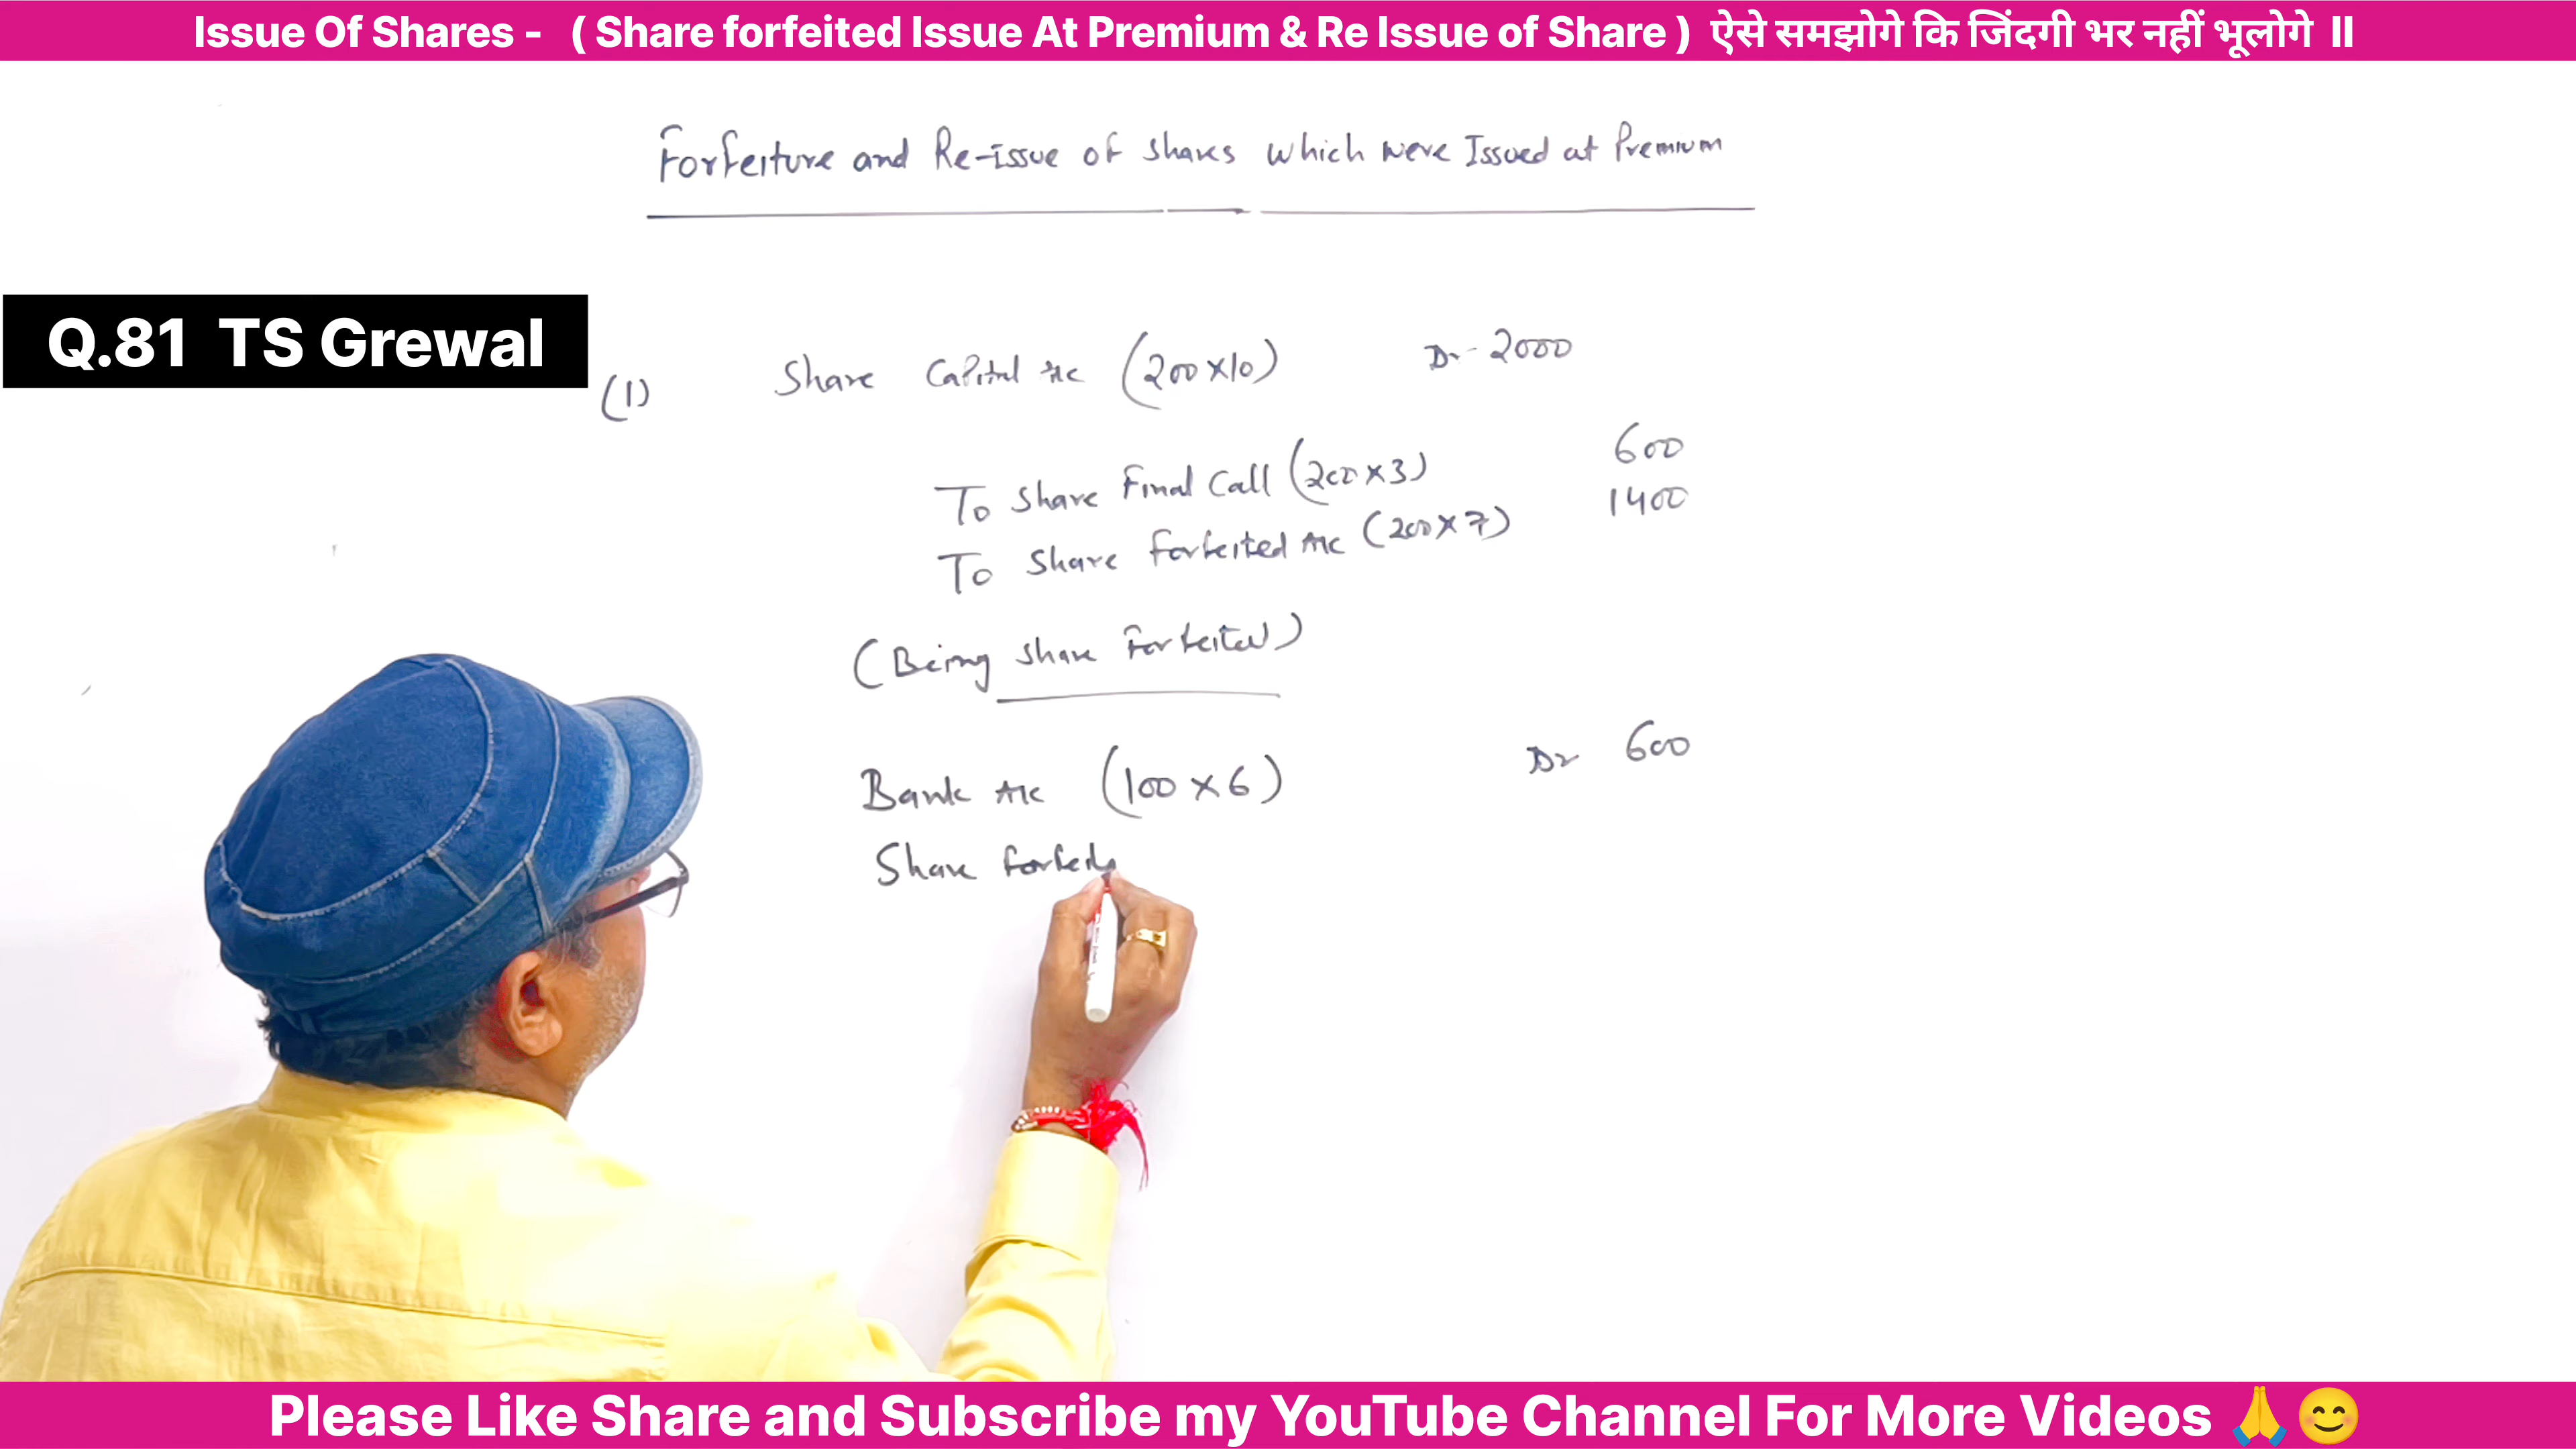 Issue Of Shares - ( Share forfeited Issue At Premium & Re Issue of Share ) ऐसे समझोगे कि जिंदगी भर नहीं भूलोगे ॥
Forfeiture and Re-issue of shares which were Issued at Premium
Q.81 TS Grewal
(1) Share Capital A/c (200×10) Dr 2000
To Share Final Call (200×3) 600
To Share Forfeited A/c (200×7) 1400
(Being share Forfeited)
Bank A/c (100×6) Dr 600
Share forfeite
Please Like Share and Subscribe my YouTube Channel For More Videos 🙏😊